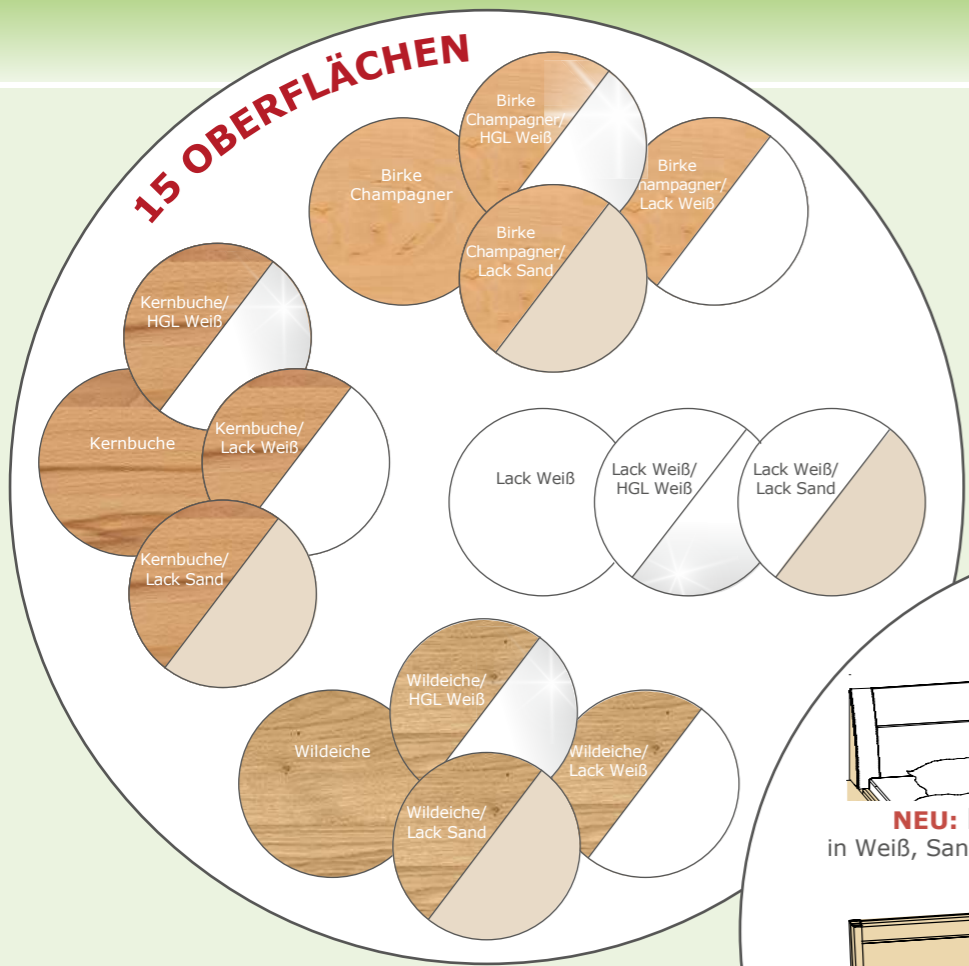 15 OBERFLÄCHEN
Birke
Champagner
Birke
Champagner/
HGL Weiß
Birke
hampagner/
Lack Weiß
Birke
Champagner/
Lack Sand
Kernbuche/
HGL Weiß
Kernbuche
Kernbuche/
Lack Weiß
Kernbuche/
Lack Sand
Lack Weiß
Lack Weiß/
HGL Weiß
Lack Weiß/
Lack Sand
Wildeiche/
HGL Weiß
Wildeiche
Wildeiche/
Lack Weiß
Wildeiche/
Lack Sand
NEU:
in Weiß, San